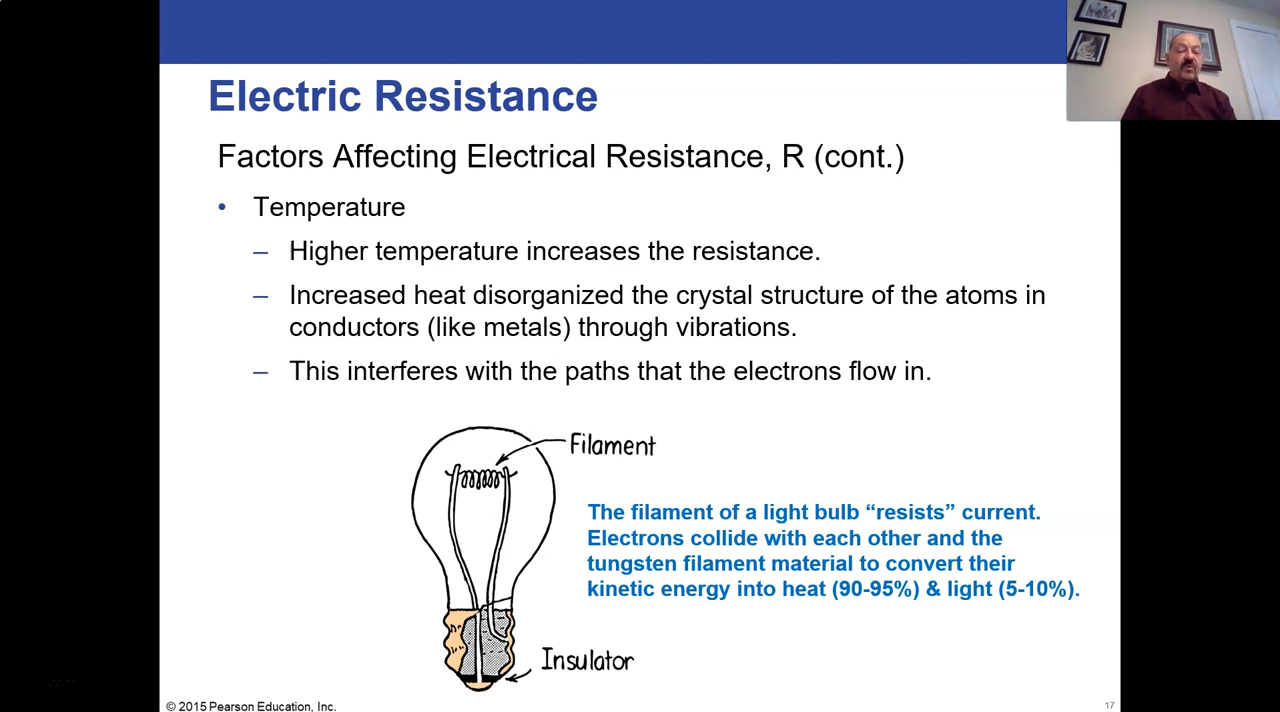 Electric Resistance
Factors Affecting Electrical Resistance, R (cont.)
• Temperature
– Higher temperature increases the resistance.
– Increased heat disorganized the crystal structure of the atoms in
conductors (like metals) through vibrations.
– This interferes with the paths that the electrons flow in.
Filament
The filament of a light bulb “resists” current.
Electrons collide with each other and the
tungsten filament material to convert their
kinetic energy into heat (90-95%) & light (5-10%).
Insulator
© 2015 Pearson Education, Inc.
17